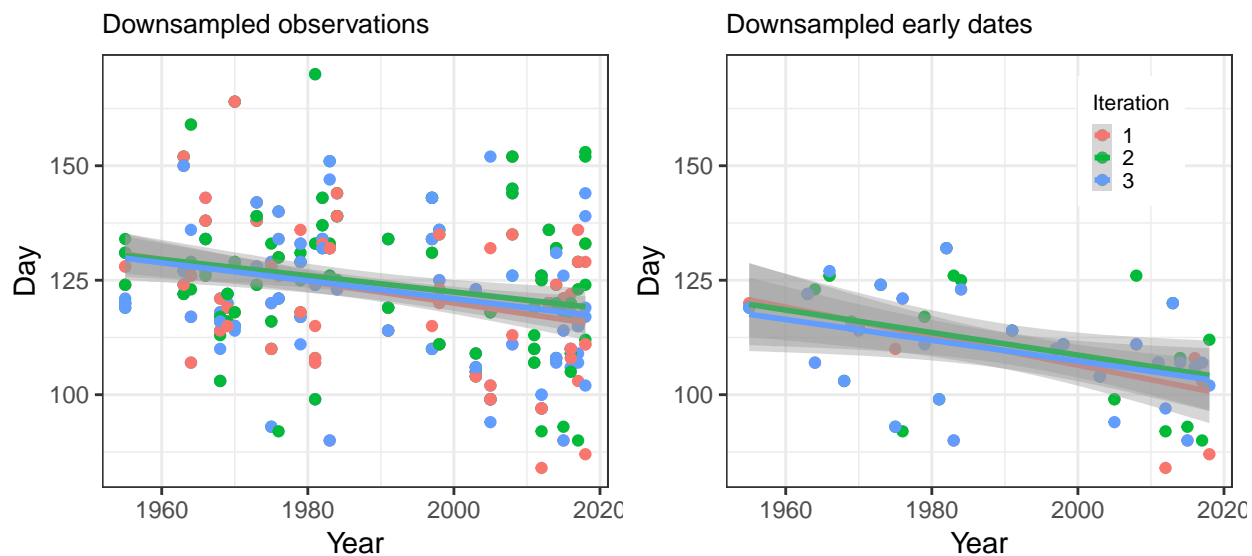 Downsampled observations
Day
150
125
100
1960
1980
2000
2020
Year
Downsampled early dates
Day
150
125
100
Iteration
1
2
3
1960
1980
2000
2020
Year